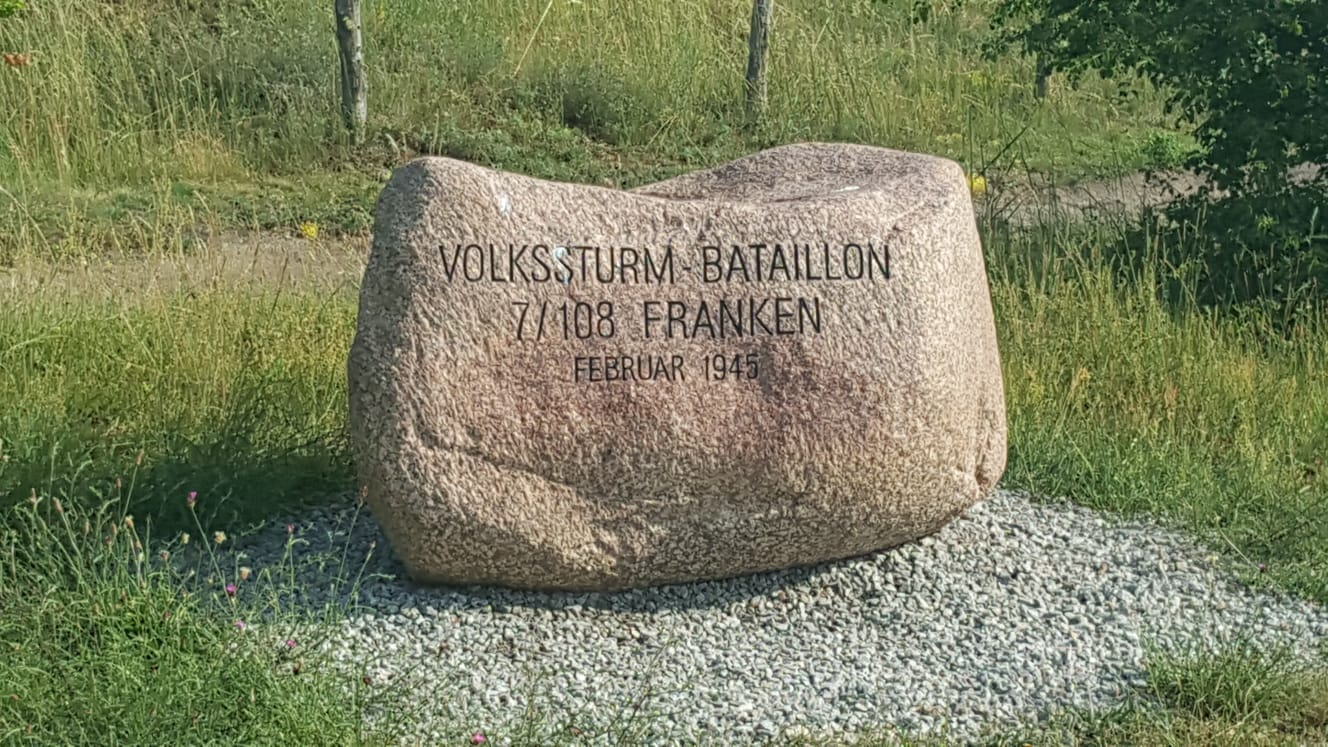 VOLKSSTURM-BATAILLON
7/108 FRANKEN
FEBRUAR 1945